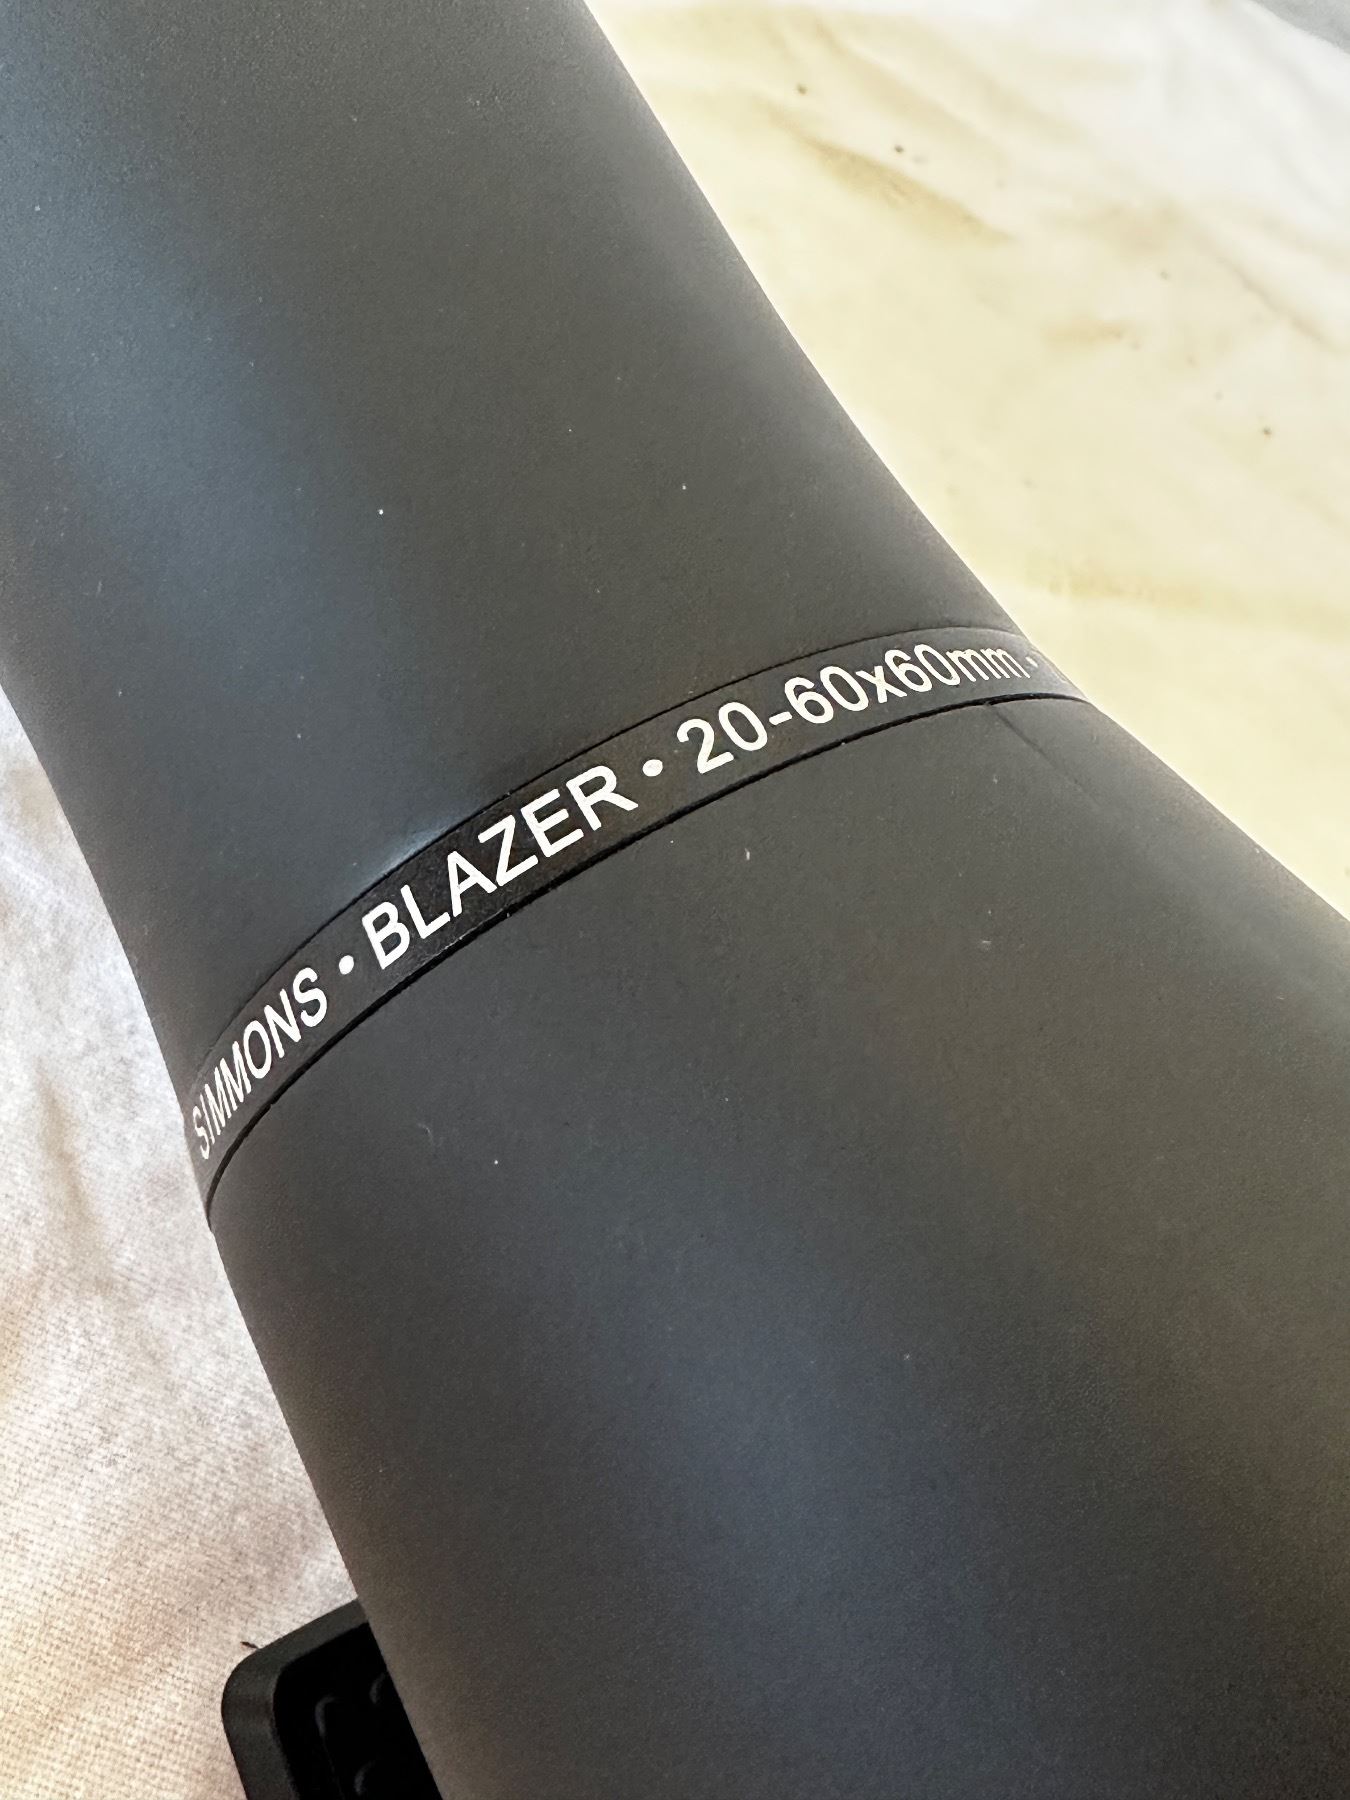 SIMMONS • BLAZER • 20-60x60mm •